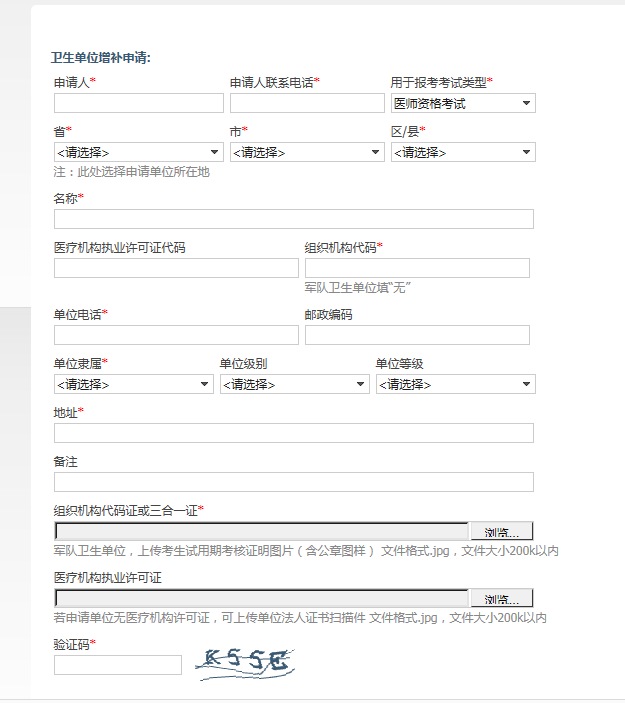 卫生单位增补申请:
申请人* 申请人联系电话* 用于报考考试类型*
医师资格考试
省* 市* 区/县*
<请选择> <请选择> <请选择>
注：此处选择申请单位所在地
名称*
医疗机构执业许可证代码 组织机构代码*
军队卫生单位填“无”
单位电话* 邮政编码
单位隶属* 单位级别 单位等级
<请选择> <请选择> <请选择>
地址*
备注
组织机构代码证或三合一证*
浏览...
军队卫生单位，上传考生试用期考核证明图片（含公章图样） 文件格式.jpg，文件大小200k以内
医疗机构执业许可证
浏览...
若申请单位无医疗机构许可证，可上传单位法人证书扫描件 文件格式.jpg，文件大小200k以内
验证码*
KSSE